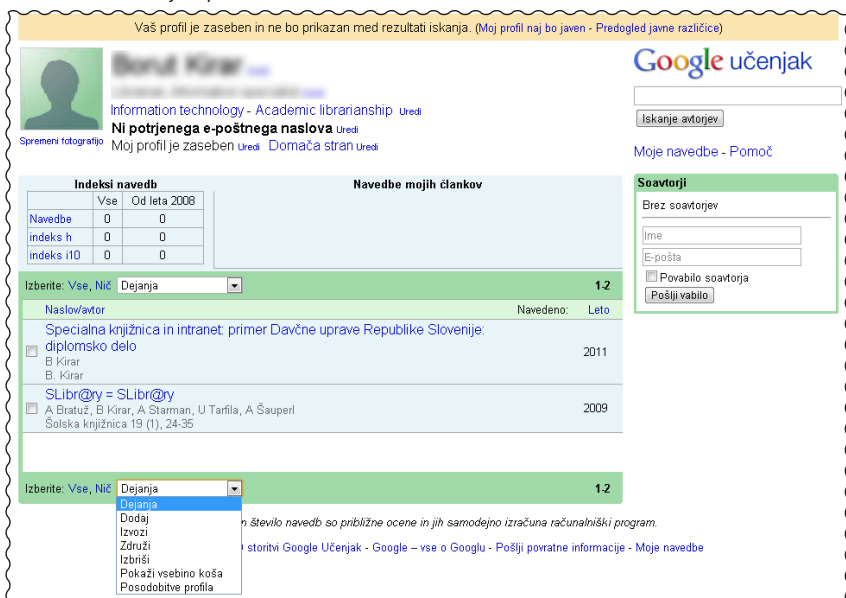 Vaš profil je zaseben in ne bo prikazan med rezultati iskanja. (Moj profil naj bo javen - Predogled javne različice)
Information technology - Academic librarianship Uredi
Ni potrjenega e-poštnega naslova Uredi
Spremeni fotografijo
Moj profil je zaseben Uredi Domača stran Uredi
Google učenjak
Iskanje avtorjev
Moje navedbe - Pomoč
Indeksi navedb
Vse Od leta 2008
Navedbe 0 0
indeks h 0 0
indeks i10 0 0
Navedbe mojih člankov
Soavtorji
Brez soavtorjev
Ime
E-pošta
Povabilo soavtorja
Pošlji vabilo
Izberite: Vse, Nič Dejanja 1-2
Naslov/avtor Navedeno: Leto
Specialna knjižnica in intranet: primer Davčne uprave Republike Slovenije:
diplomsko delo
B Kirar
B. Kirar
2011
SLibr@ry = SLibr@ry
A Bratuž, B Kirar, A Starman, U Tarfila, A Šauperl
Šolska knjižnica 19 (1), 24-35
2009
Izberite: Vse, Nič Dejanja 1-2
Dejanja
Dodaj
Izvozi
Združi
Izbriši
Pokaži vsebino koša
Posodobitve profila
število navedb so približne ocene in jih samodejno izračuna računalniški program.
storitvi Google Učenjak - Google – vse o Googlu - Pošlji povratne informacije - Moje navedbe